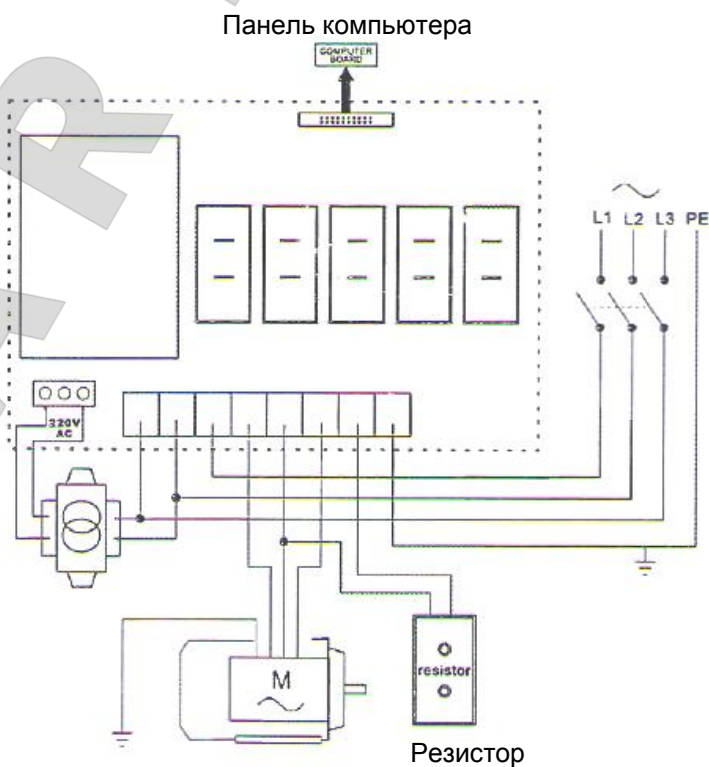 Панель компьютера
COMPUTER
BOARD
L1 L2 L3 PE
320V
AC
M
resistor
Резистор